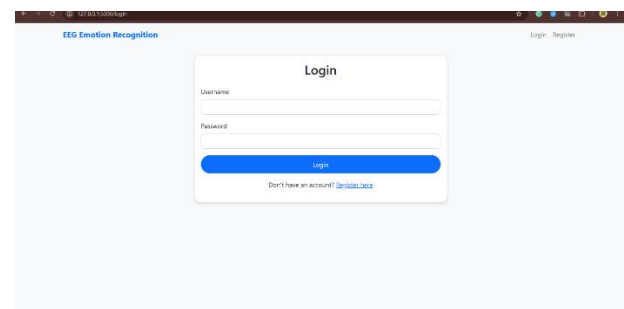 127.0.0.1:5000/login
EEG Emotion Recognition
Login Register
Login
Username
Password
Login
Don't have an account? Register here